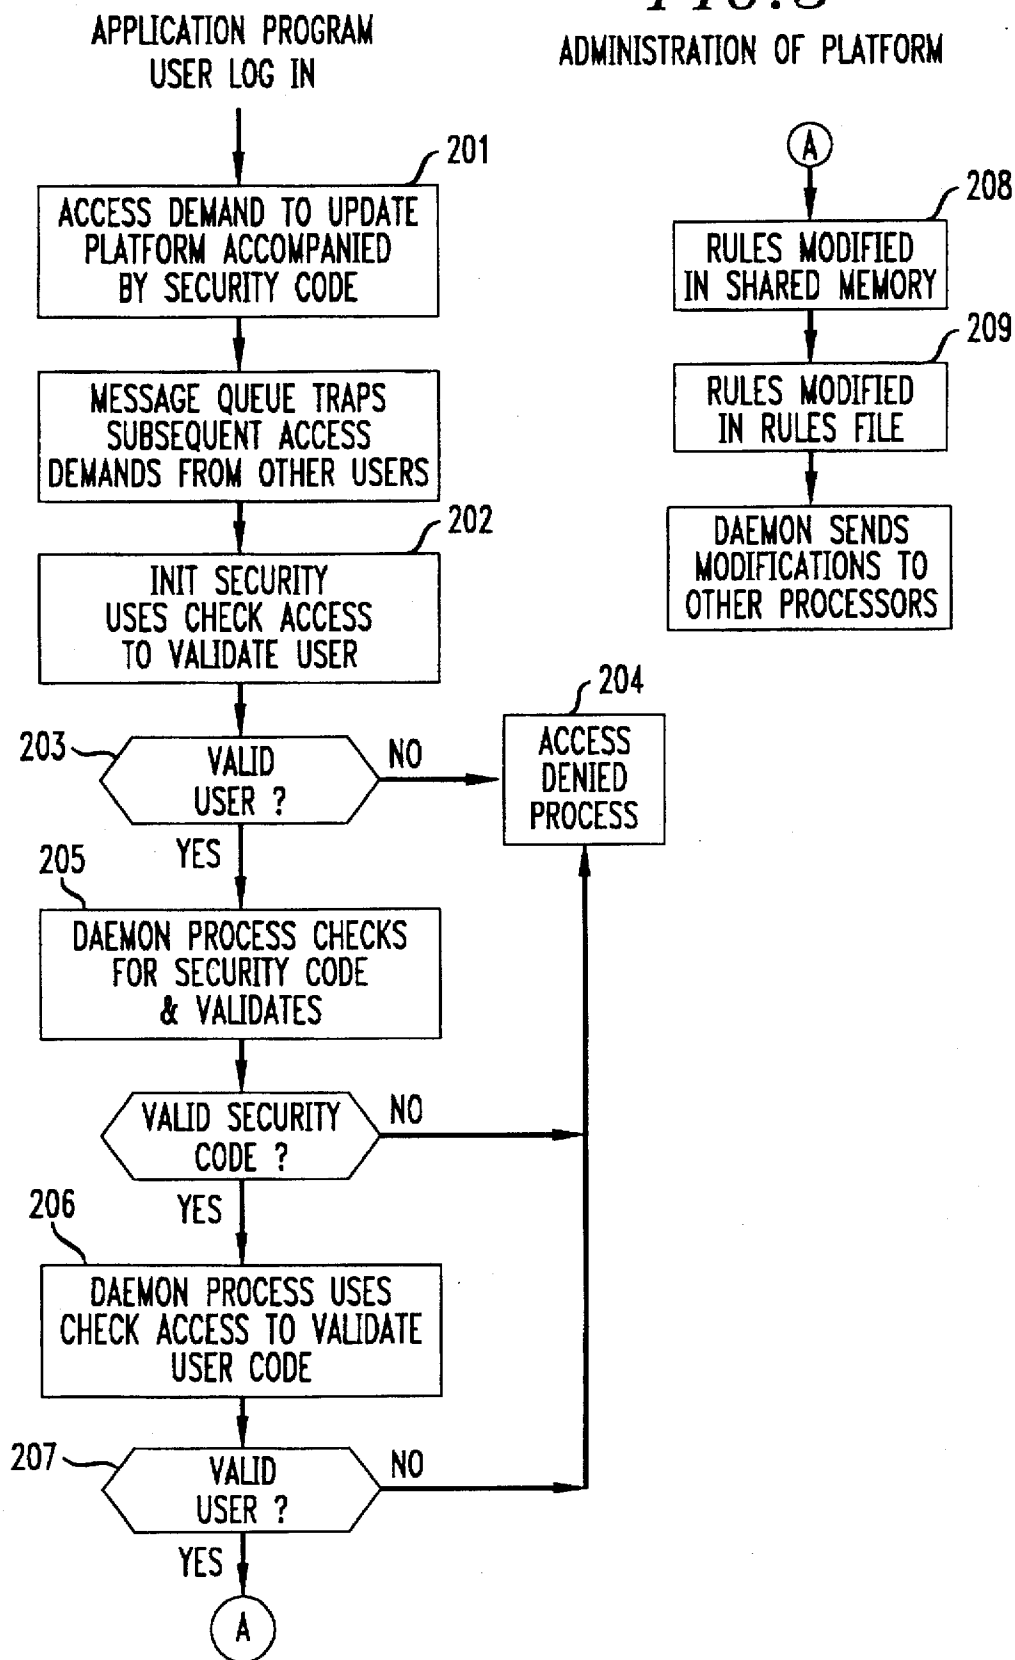 APPLICATION PROGRAM
USER LOG IN
ADMINISTRATION OF PLATFORM
201
ACCESS DEMAND TO UPDATE
PLATFORM ACCOMPANIED
BY SECURITY CODE
MESSAGE QUEUE TRAPS
SUBSEQUENT ACCESS
DEMANDS FROM OTHER USERS
202
INIT SECURITY
USES CHECK ACCESS
TO VALIDATE USER
203
VALID
USER ?
NO
YES
204
ACCESS
DENIED
PROCESS
205
DAEMON PROCESS CHECKS
FOR SECURITY CODE
& VALIDATES
VALID SECURITY
CODE ?
NO
YES
206
DAEMON PROCESS USES
CHECK ACCESS TO VALIDATE
USER CODE
207
VALID
USER ?
NO
YES
A
A
208
RULES MODIFIED
IN SHARED MEMORY
209
RULES MODIFIED
IN RULES FILE
DAEMON SENDS
MODIFICATIONS TO
OTHER PROCESSORS